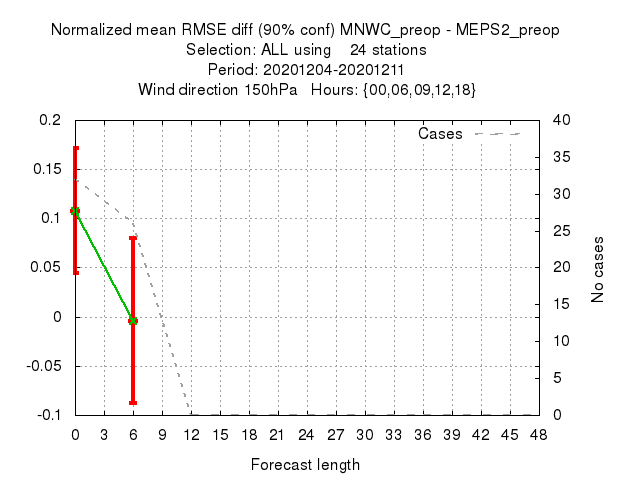 Normalized mean RMSE diff (90% conf) MNWC_preop - MEPS2_preop
Selection: ALL using    24 stations
Period: 20201204-20201211
Wind direction 150hPa   Hours: {00,06,09,12,18}
Cases
0.2
0.15
0.1
0.05
0
-0.05
-0.1
40
35
30
25
20
15
10
5
0
No cases
0 3 6 9 12 15 18 21 24 27 30 33 36 39 42 45 48
Forecast length